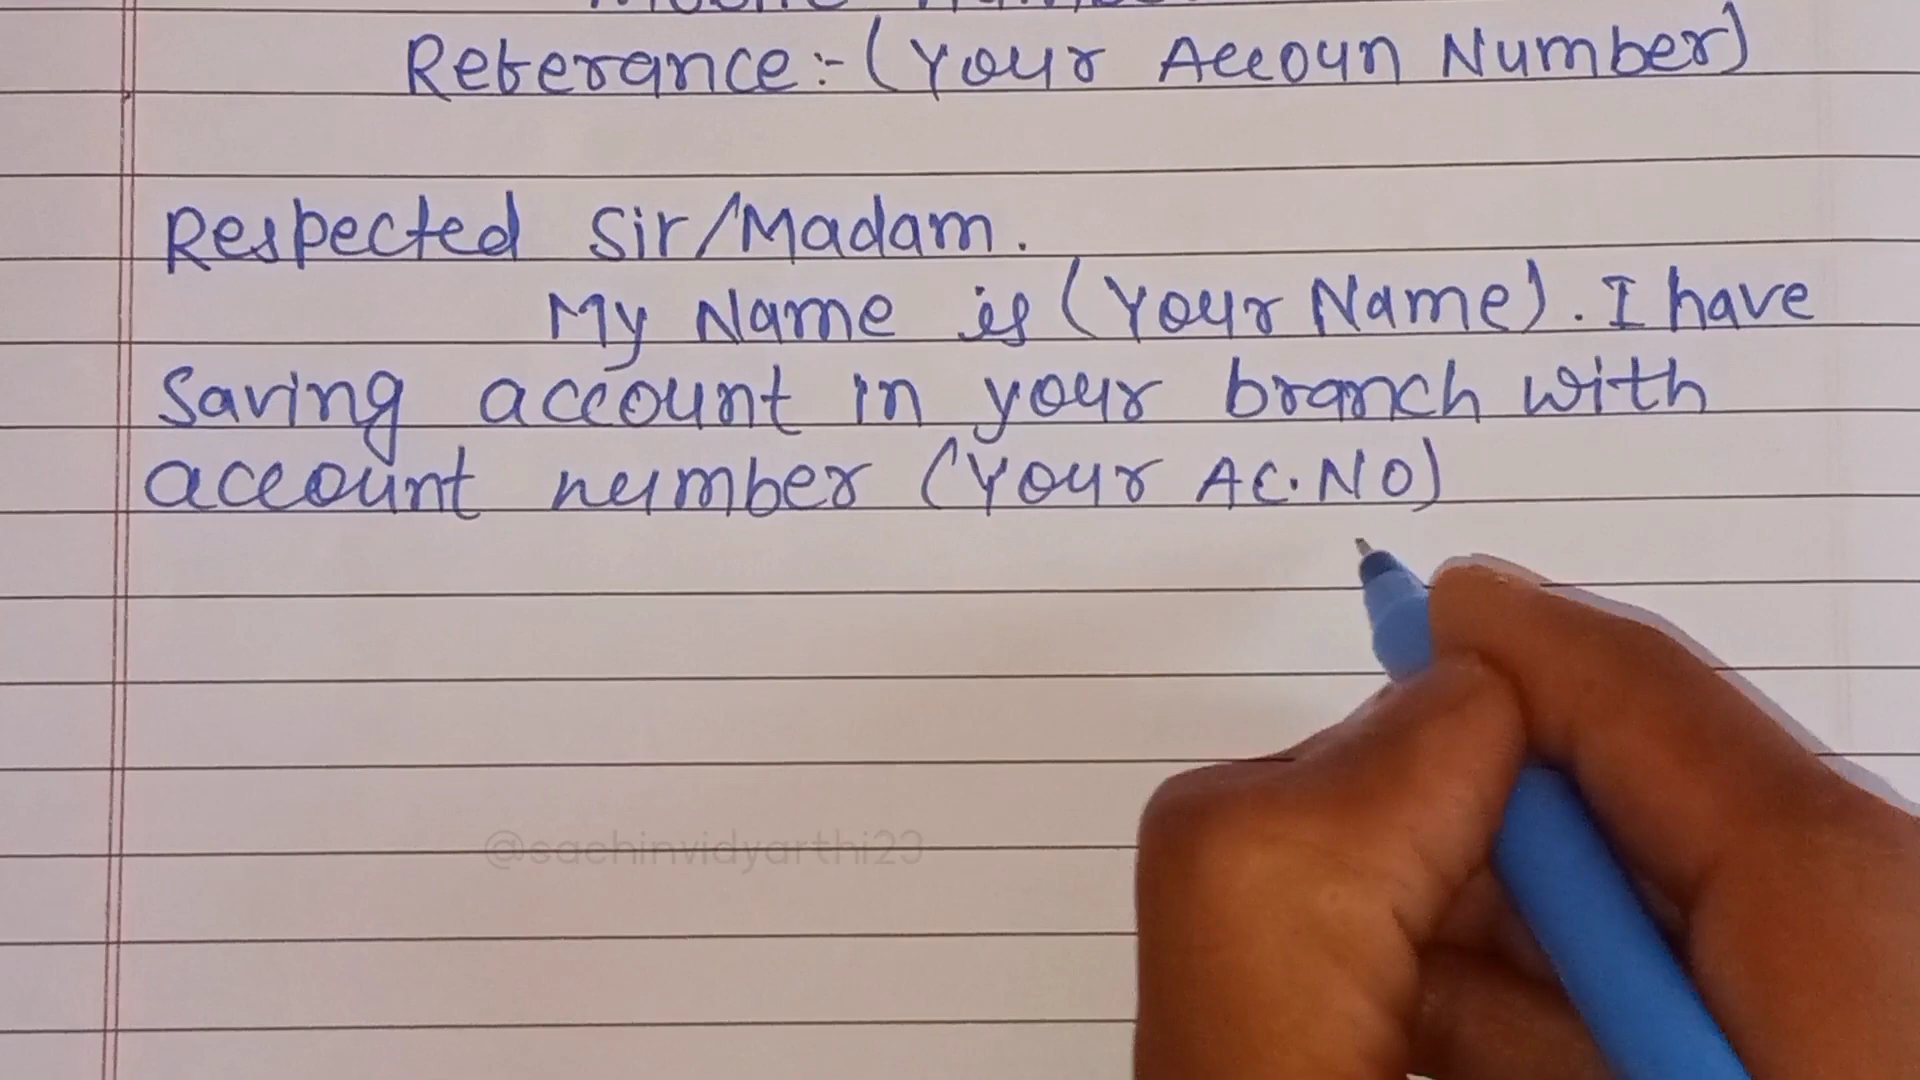 Reterance:- (Your Accoun Number)
Respected Sir/Madam.
My Name is (Your Name). I have
Saving account in your branch with
account number (Your AC.NO)
@sachinvidyarthi23